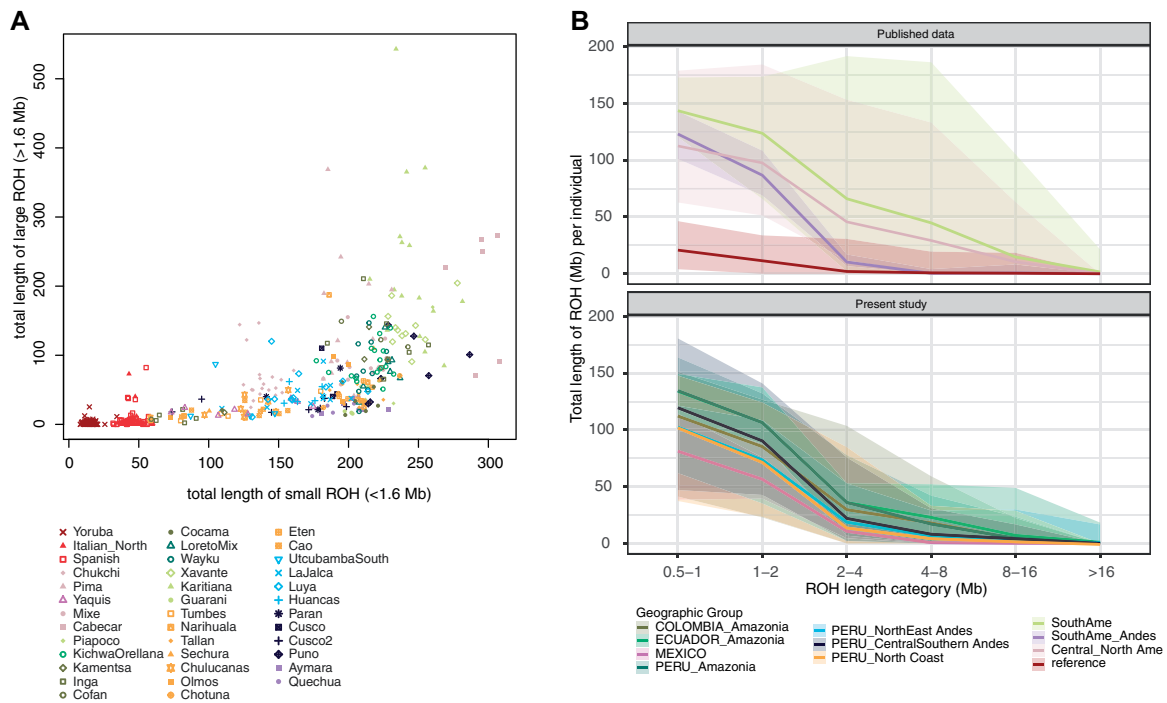 A
total length of large ROH (>1.6 Mb)
500
400
300
200
100
0
0 50 100 150 200 250 300
total length of small ROH (<1.6 Mb)
Yoruba
Italian_North
Spanish
Chukchi
Pima
Yaquis
Mixe
Cabecar
Piapoco
KichwaOrellana
Kamentsa
Inga
Cofan
Cocama
LoretoMix
Wayku
Xavante
Karitiana
Guarani
Tumbes
Narihuala
Tallan
Sechura
Chulucanas
Olmos
Chotuna
Eten
Cao
UtcubambaSouth
LaJalca
Luya
Huancas
Paran
Cusco
Cusco2
Puno
Aymara
Quechua
B
Total length of ROH (Mb) per individual
Published data
200
150
100
50
0
Present study
200
150
100
50
0
0.5−1 1−2 2−4 4−8 8−16 >16
ROH length category (Mb)
Geographic Group
COLOMBIA_Amazonia
ECUADOR_Amazonia
MEXICO
PERU_Amazonia
PERU_NorthEast Andes
PERU_CentralSouthern Andes
PERU_North Coast
SouthAme
SouthAme_Andes
Central_North Ame
reference